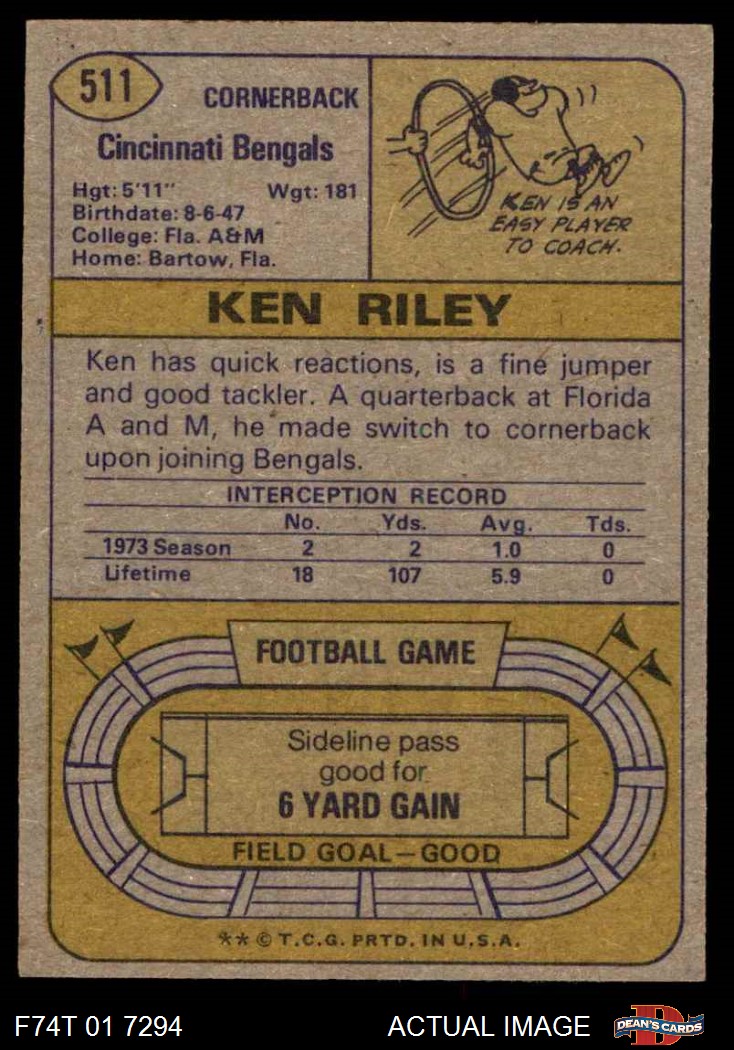 511
CORNERBACK
Cincinnati Bengals
Hgt: 5'11" Wgt: 181
Birthdate: 8-6-47
College: Fla. A&M
Home: Bartow, Fla.
KEN IS AN
EASY PLAYER
TO COACH.
KEN RILEY
Ken has quick reactions, is a fine jumper
and good tackler. A quarterback at Florida
A and M, he made switch to cornerback
upon joining Bengals.
INTERCEPTION RECORD
No. Yds. Avg. Tds.
1973 Season 2 2 1.0 0
Lifetime 18 107 5.9 0
FOOTBALL GAME
Sideline pass
good for
6 YARD GAIN
FIELD GOAL—GOOD
** © T.C.G. PRTD. IN U.S.A.
F74T 01 7294 ACTUAL IMAGE
D
DEAN'S CARDS